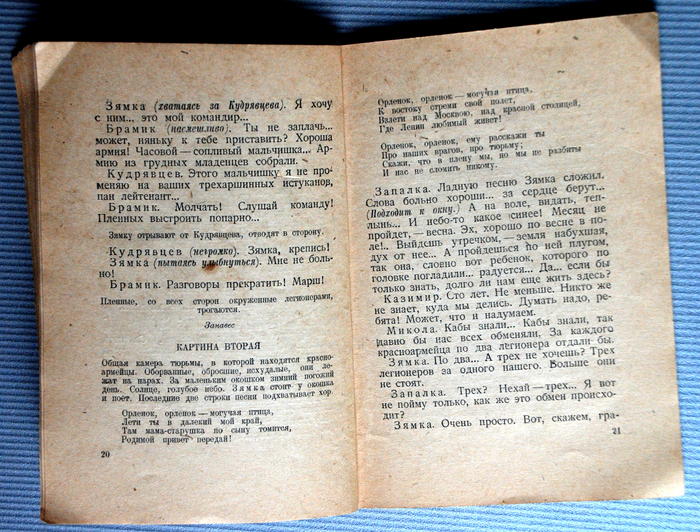 Зямка (хватаясь за Кудрявцева). Я хочу
с ним... это мой командир...
Брамик (насмешливо). Ты не заплачь...
может, няньку к тебе приставить? Хороша
армия! Часовой — сопливый мальчишка... Ар-
мию из грудных младенцев собрали.
Кудрявцев. Этого мальчишку я не про-
меняю на ваших трехаршинных истуканов,
пан лейтенант...
Брамик. Молчать! Слушай команду!
Пленных выстроить попарно...
Зямку отрывают от Кудрявцева, отводят в сторону.
Кудрявцев (негромко). Зямка, крепись!
Зямка (пытаясь улыбнуться). Мне не боль-
но!
Брамик. Разговоры прекратить! Марш!
Пленные, со всех сторон окруженные легионерами,
трогаются.
Занавес
КАРТИНА ВТОРАЯ
Общая камера тюрьмы, в которой находятся красно-
армейцы. Оборванные, обросшие, исхудалые, они ле-
жат на нарах. За маленьким окошком зимний погожий
день. Солнце, голубое небо. Зямка стоит у окошка
и поет. Последние две строки песни подхватывает хор.
Орленок, орленок — могучая птица,
Лети ты в далекий мой край,
Там мама-старушка по сыну томится,
Родимой привет передай!
20
Орленок, орленок — могучая птица,
К востоку стреми свой полет,
Взлети над Москвою, над красной столицей,
Где Ленин любимый живет!
Орленок, орленок, ему расскажи ты
Про наших врагов, про тюрьму;
Скажи, что в плену мы, но мы не разбиты
И нас не сломить никому.
Запалка. Ладную песню Зямка сложил.
Слова больно хороши... за сердце берут...
(Подходит к окну.) А на воле, видать, теп-
лынь... И небо-то какое синее! Месяц не
пройдет, — весна. Эх, хорошо по весне в по-
ле!.. Выйдешь утречком, — земля набухшая,
дух от нее... А пройдешься по ней плугом,
так она, словно вот ребенок, которого по
головке погладили... радуется... Да... если бы
только знать, долго ли нам еще жить здесь?
Казимир. Сто лет. Не меньше. Никто же
не знает, куда мы делись. Думать надо, ре-
бята! Может, что и надумаем.
Микола. Кабы знали... Кабы знали, так
давно бы нас всех обменяли. За каждого
красноармейца по два легионера отдали бы.
Зямка. По два... А трех не хочешь? Трех
легионеров за одного нашего. Больше они
не стоят.
Запалка. Трех? Нехай — трех... Я вот
не пойму только, как же это обмен происхо-
дит?
Зямка. Очень просто. Вот, скажем, гра-
21